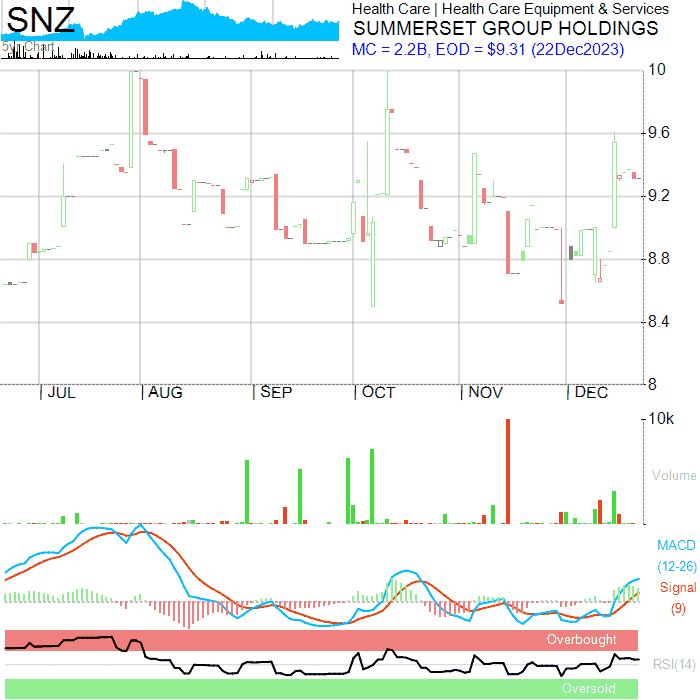 SNZ
5yr Chart
Health Care | Health Care Equipment & Services
SUMMERSET GROUP HOLDINGS
MC = 2.2B, EOD = $9.31 (22Dec2023)
10
9.6
9.2
8.8
8.4
8
JUL AUG SEP OCT NOV DEC
10k
Volume
MACD
(12-26)
Signal
(9)
Overbought
RSI(14)
Oversold